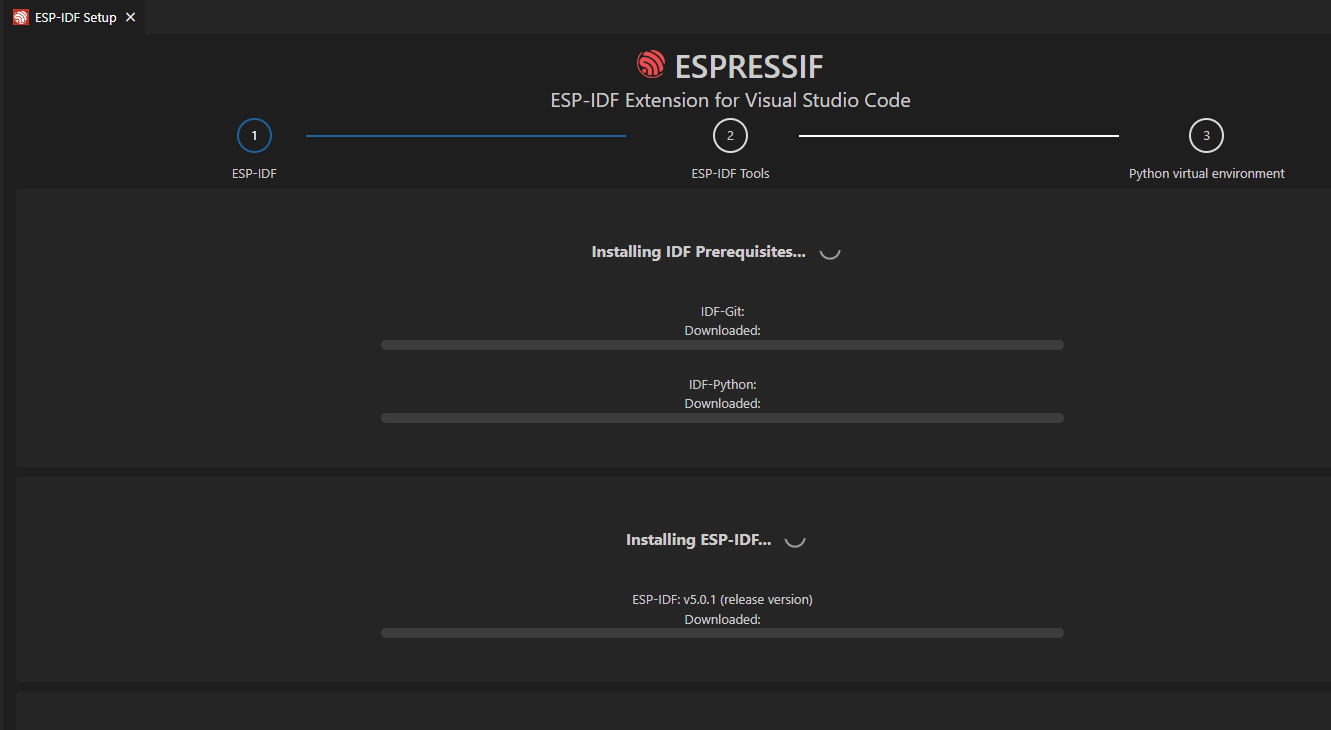 ESP-IDF Setup
ESPRESSIF
ESP-IDF Extension for Visual Studio Code
1
2
3
ESP-IDF
ESP-IDF Tools
Python virtual environment
Installing IDF Prerequisites...
IDF-Git:
Downloaded:
IDF-Python:
Downloaded:
Installing ESP-IDF...
ESP-IDF: v5.0.1 (release version)
Downloaded: